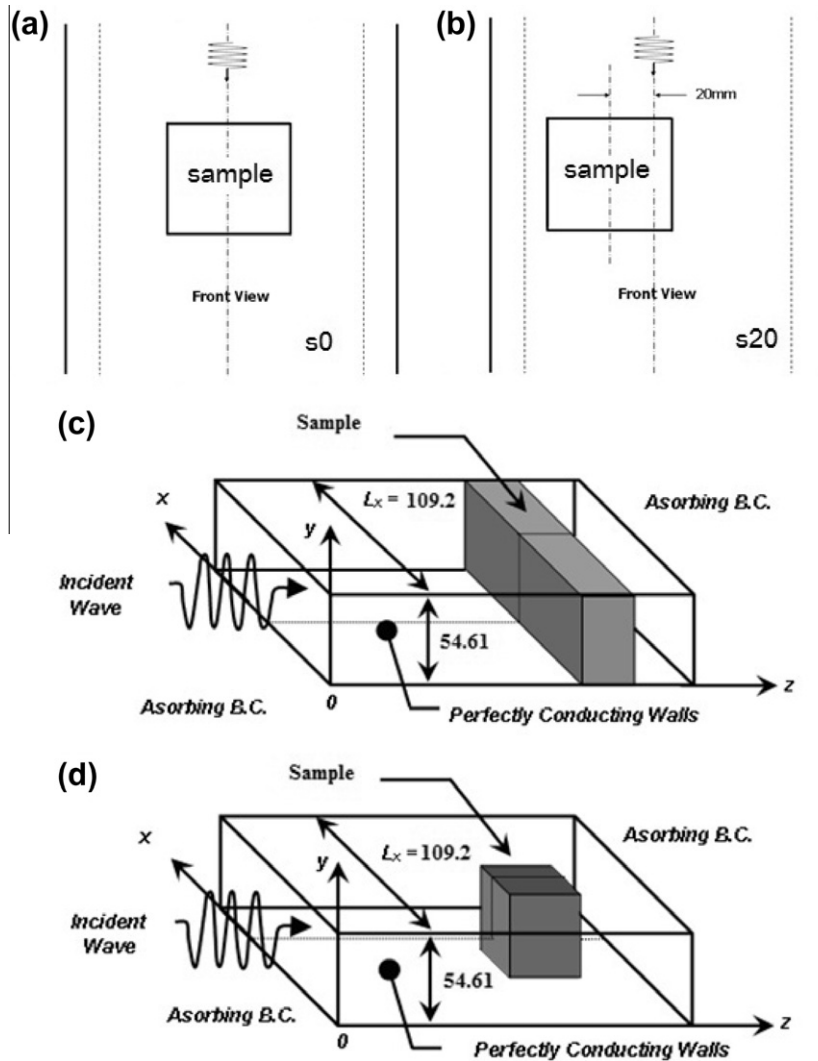 (a)
sample
Front View
s0
(b)
20mm
sample
Front View
s20
(c)
Sample
x
y
Lx = 109.2
Asorbing B.C.
Incident
Wave
54.61
z
Asorbing B.C.
0
Perfectly Conducting Walls
(d)
Sample
x
y
Lx = 109.2
Asorbing B.C.
Incident
Wave
54.61
Asorbing B.C.
0
z
Perfectly Conducting Walls